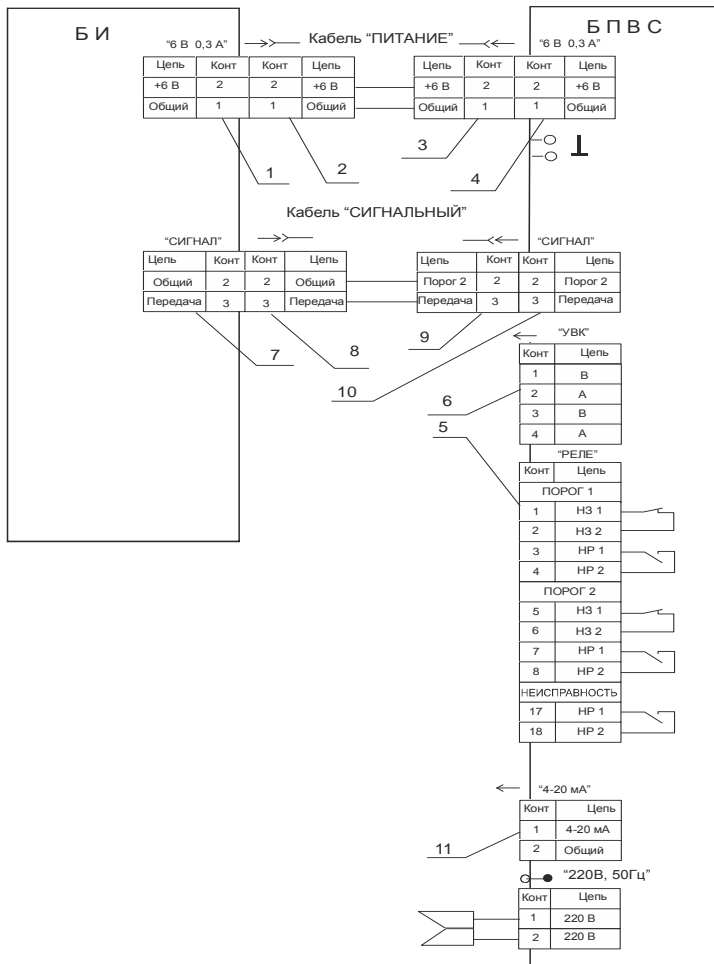 Б И
Б П В С
“6 В 0,3 А”
Кабель “ПИТАНИЕ”
“6 В 0,3 А”
Цепь Конт Конт Цепь Цепь Конт Конт Цепь
+6 В 2 2 +6 В +6 В 2 2 +6 В
Общий 1 1 Общий Общий 1 1 Общий
1
2
3
4
Кабель “СИГНАЛЬНЫЙ”
“СИГНАЛ”
“СИГНАЛ”
Цепь Конт Конт Цепь Цепь Конт Конт Цепь
Общий 2 2 Общий Порог 2 2 2 Порог 2
Передача 3 3 Передача Передача 3 3 Передача
7
8
9
10
“УВК”
Конт Цепь
1 В
2 А
3 В
4 А
6
5
“РЕЛЕ”
Конт Цепь
ПОРОГ 1
1 НЗ 1
2 НЗ 2
3 НР 1
4 НР 2
ПОРОГ 2
5 НЗ 1
6 НЗ 2
7 НР 1
8 НР 2
НЕИСПРАВНОСТЬ
17 НР 1
18 НР 2
“4-20 мА”
Конт Цепь
1 4-20 мА
2 Общий
11
“220В, 50Гц”
Конт Цепь
1 220 В
2 220 В